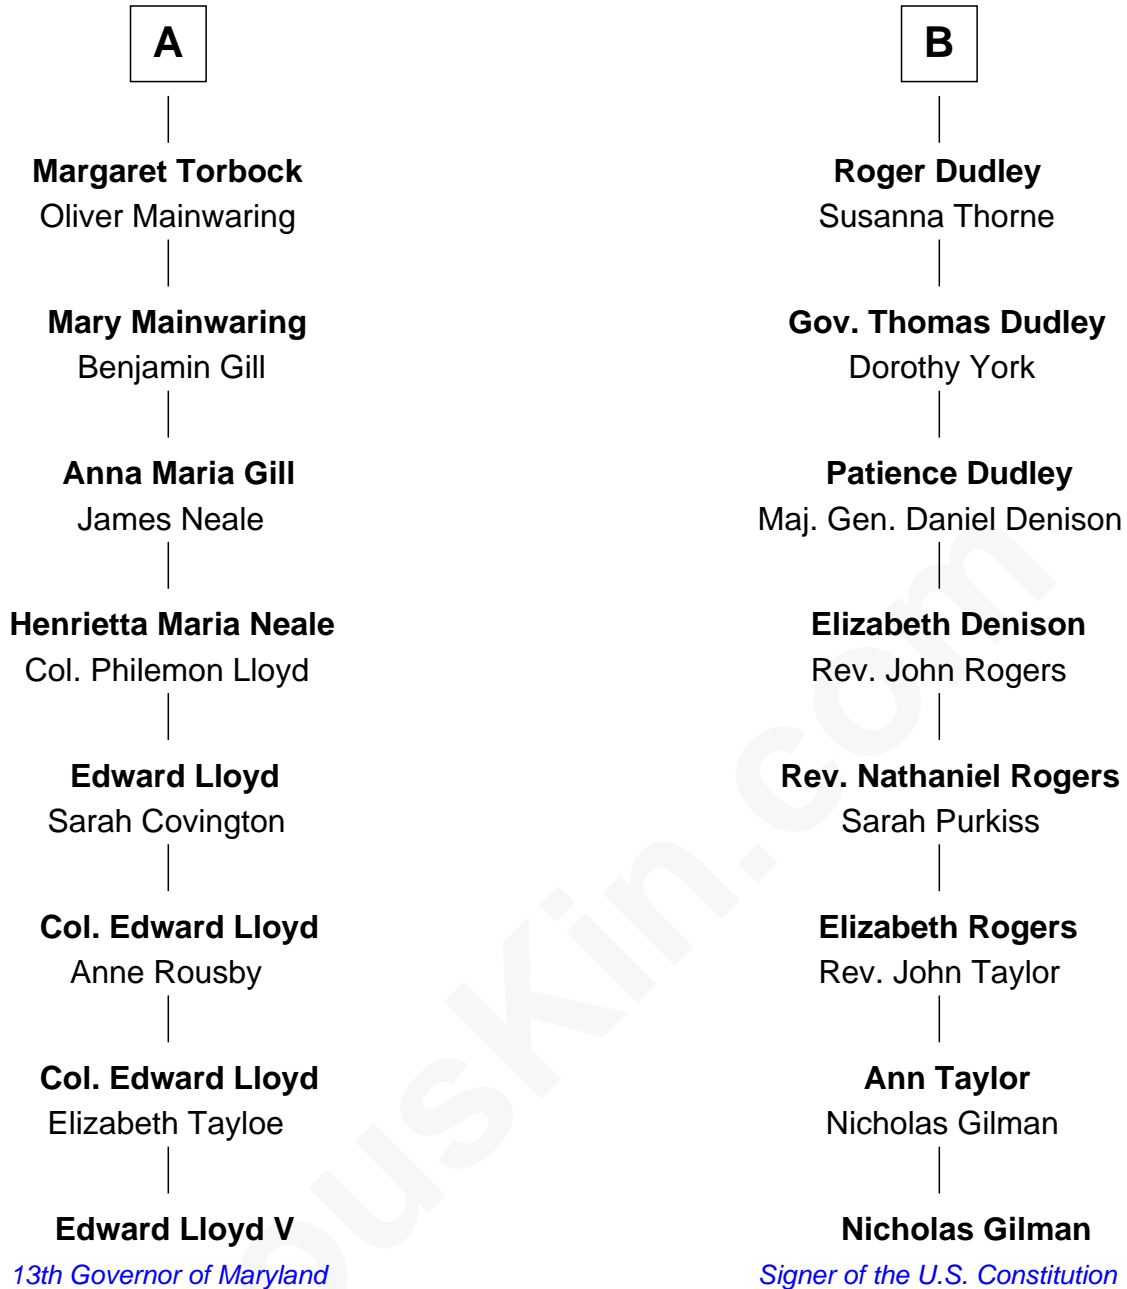 A
Margaret Torbock
Oliver Mainwaring
Mary Mainwaring
Benjamin Gill
Anna Maria Gill
James Neale
Henrietta Maria Neale
Col. Philemon Lloyd
Edward Lloyd
Sarah Covington
Col. Edward Lloyd
Anne Rousby
Col. Edward Lloyd
Elizabeth Tayloe
Edward Lloyd V
13th Governor of Maryland
B
Roger Dudley
Susanna Thorne
Gov. Thomas Dudley
Dorothy York
Patience Dudley
Maj. Gen. Daniel Denison
Elizabeth Denison
Rev. John Rogers
Rev. Nathaniel Rogers
Sarah Purkiss
Elizabeth Rogers
Rev. John Taylor
Ann Taylor
Nicholas Gilman
Nicholas Gilman
Signer of the U.S. Constitution
ousKin.com